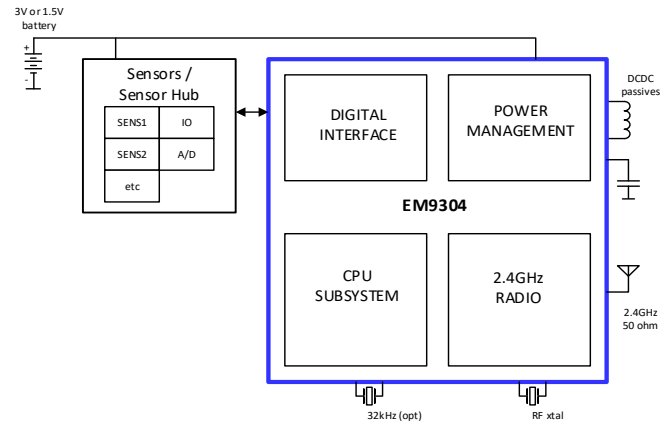 3V or 1.5V
battery
+
-
Sensors /
Sensor Hub
SENS1
IO
SENS2
A/D
etc
DIGITAL
INTERFACE
POWER
MANAGEMENT
DCDC
passives
EM9304
CPU
SUBSYSTEM
2.4GHz
RADIO
2.4GHz
50 ohm
32kHz (opt)
RF xtal